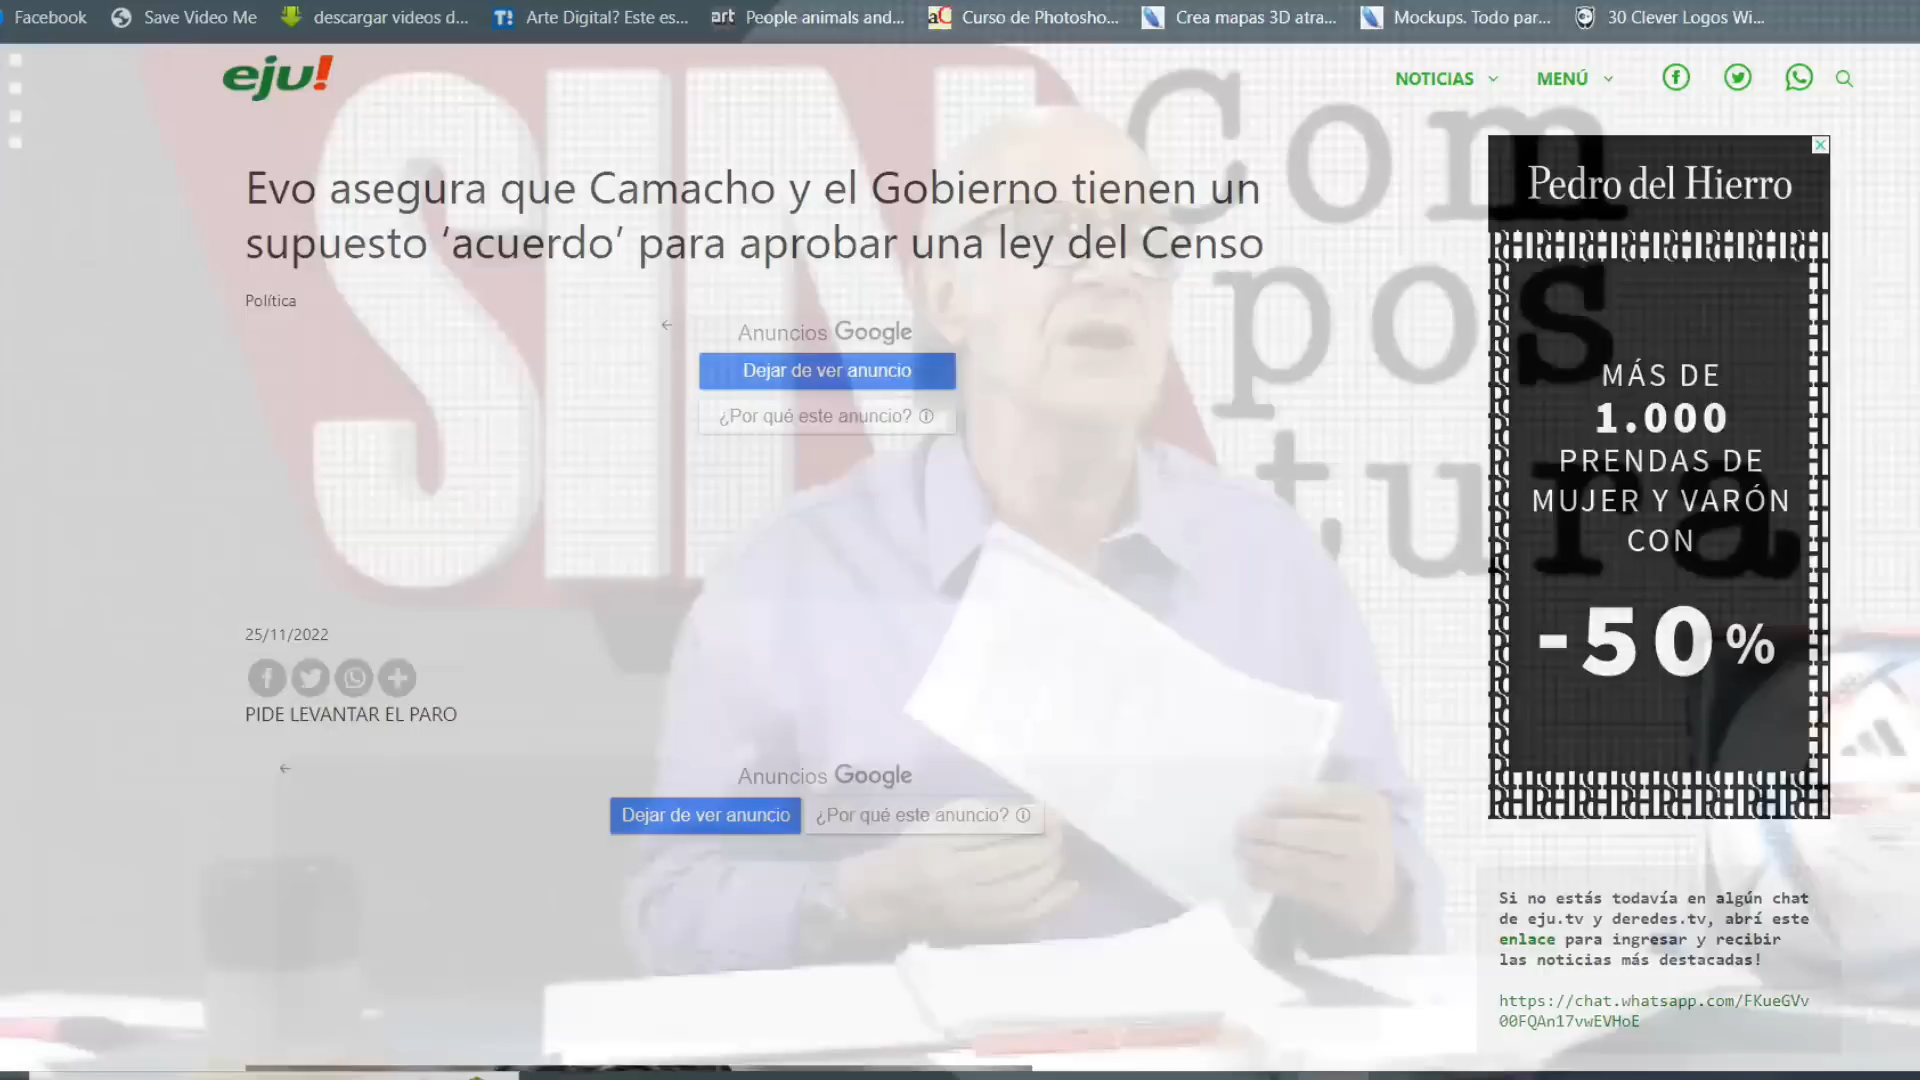 Facebook
Save Video Me
descargar videos d...
Arte Digital? Este es...
People animals and...
Curso de Photosho...
Crea mapas 3D atra...
Mockups. Todo par...
30 Clever Logos Wi...
eju!
NOTICIAS
MENÚ
SIN
Com
pos
tura
Evo asegura que Camacho y el Gobierno tienen un
supuesto ‘acuerdo’ para aprobar una ley del Censo
Política
Anuncios Google
Dejar de ver anuncio
¿Por qué este anuncio?
25/11/2022
PIDE LEVANTAR EL PARO
Anuncios Google
Dejar de ver anuncio
¿Por qué este anuncio?
Pedro del Hierro
MÁS DE
1.000
PRENDAS DE
MUJER Y VARÓN
CON
-50%
Si no estás todavía en algún chat
de eju.tv y deredes.tv, abrí este
enlace para ingresar y recibir
las noticias más destacadas!
https://chat.whatsapp.com/FKueGVv
00FQAn17vwEVHoE